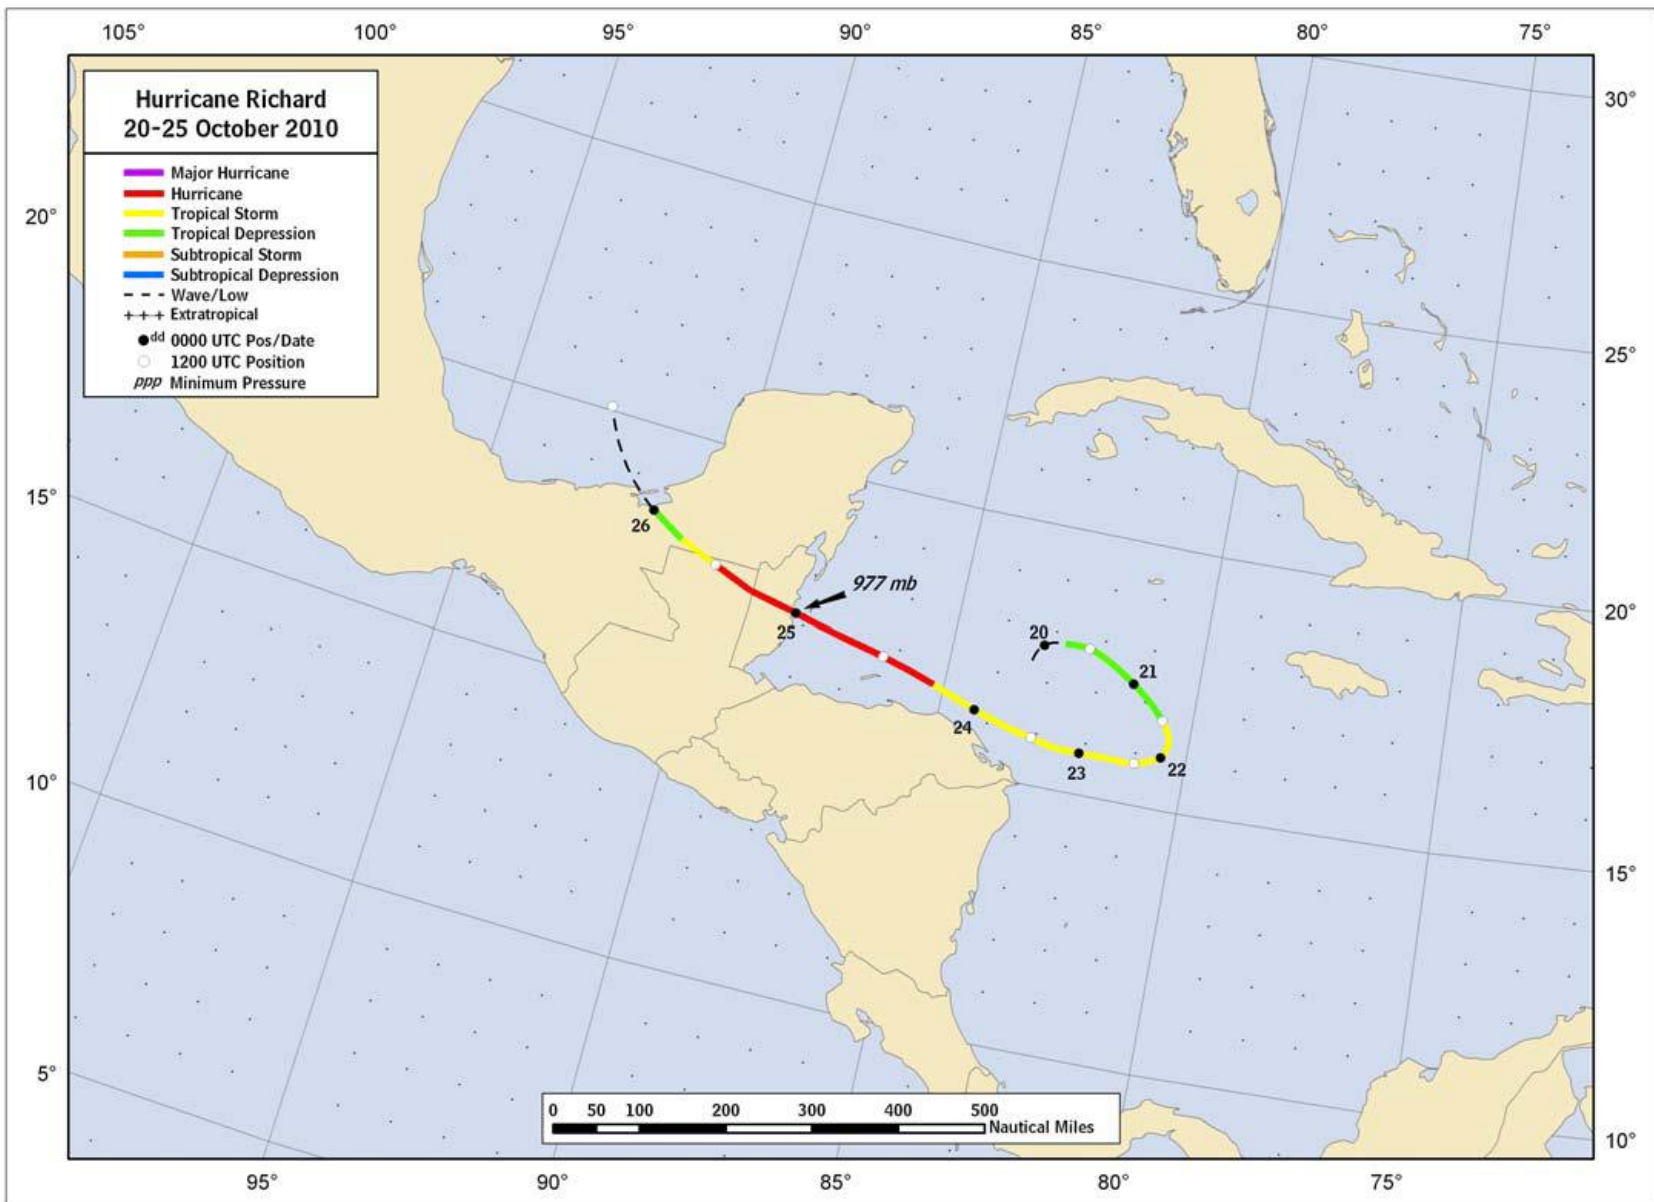 105° 100° 95° 90° 85° 80° 75°
Hurricane Richard
20-25 October 2010
Major Hurricane
Hurricane
Tropical Storm
Tropical Depression
Subtropical Storm
Subtropical Depression
Wave/Low
Extratropical
dd 0000 UTC Pos/Date
1200 UTC Position
ppp Minimum Pressure
30°
20°
25°
15°
26
977 mb
20°
25
20
21
24
23
22
10°
15°
5°
0 50 100 200 300 400 500
Nautical Miles
10°
95° 90° 85° 80° 75°